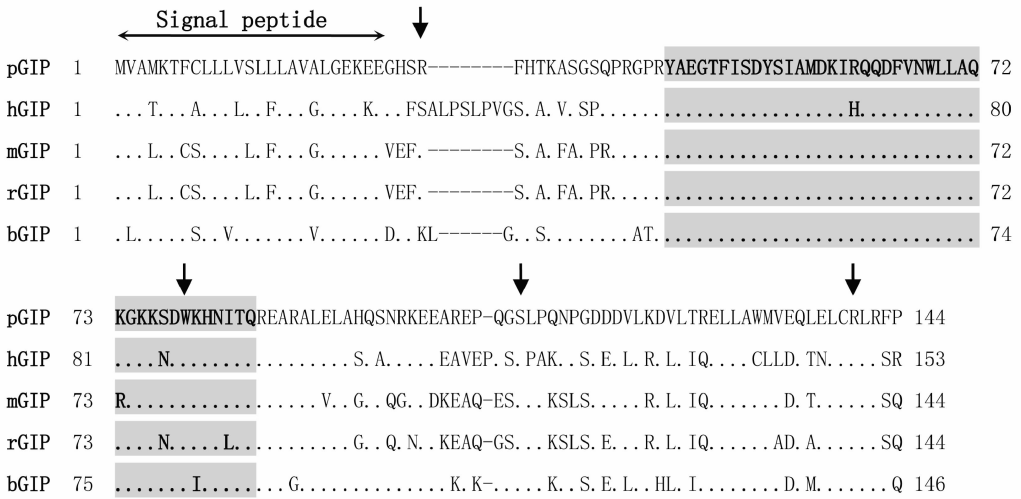 Signal peptide
pGIP 1 MVAMKTFCLLLVSLLLAVALGEKEEGHSR--------FHTKASGSQPRGPRYAEGTFISDYSIAMDKIRQQDFVNWLLAQ 72
hGIP 1 ...T...A...L..F...G....K...FSALPSLPVGS.A.V.SP.......................H........... 80
mGIP 1 ...L..CS...L..F...G......VEF.--------S.A.FA.PR.................................. 72
rGIP 1 ...L..CS...L..F...G......VEF.--------S.A.FA.PR.................................. 72
bGIP 1 .L.....S..V.......V......D..KL------G..S........AT.............................. 74
pGIP 73 KGKKSDWKHNITQREARALELAHQSNRKEEAREP-QGSLPQNPGDDDVLKDVLTRELLAWMVEQLELCRLRFP 144
hGIP 81 ....N.................S.A.....EAVEP.S.PAK..S.E.L.R.L.IQ....CLLD.TN.....SR 153
mGIP 73 R..................V..G..QG..DKEAQ-ES...KSLS.....R.L.IQ.......D.T......SQ 144
rGIP 73 ....N.....L...........G..Q.N..KEAQ-GS...KSLS.E...R.L.IQ......AD.A......SQ 144
bGIP 75 .......I........G..............K.K-.....K..S.E.L..HL.I........D.M.......Q 146